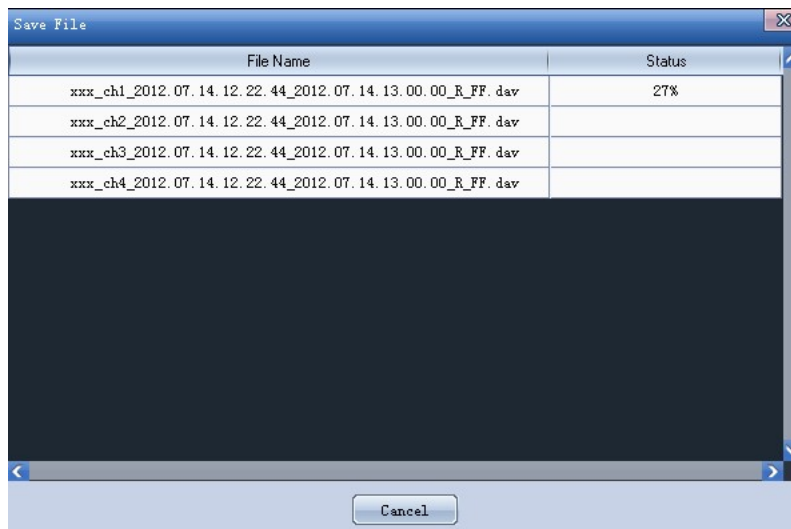 Save File
File Name Status
xxx_ch1_2012.07.14.12.22.44_2012.07.14.13.00.00_R_FF.dav 27%
xxx_ch2_2012.07.14.12.22.44_2012.07.14.13.00.00_R_FF.dav
xxx_ch3_2012.07.14.12.22.44_2012.07.14.13.00.00_R_FF.dav
xxx_ch4_2012.07.14.12.22.44_2012.07.14.13.00.00_R_FF.dav
Cancel